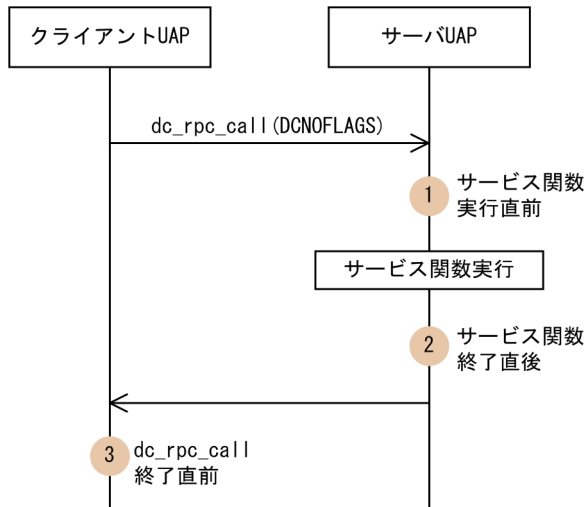 クライアントUAP
サーバUAP
dc_rpc_call(DCNOFLAGS)
1
サービス関数
実行直前
サービス関数実行
2
サービス関数
終了直後
3
dc_rpc_call
終了直前